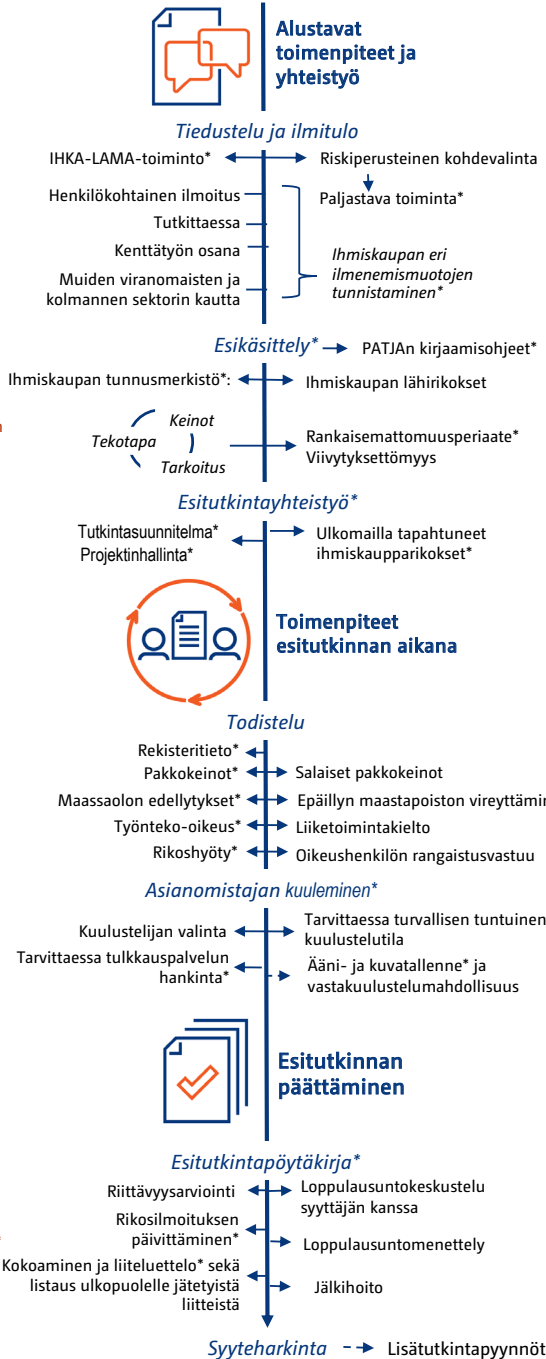 Alustavat
toimenpiteet ja
yhteistyö
Tiedustelu ja ilmitulo
IHKA-LAMA-toiminto*
Riskiperusteinen kohdevalinta
Henkilökohtainen ilmoitus
Paljastava toiminta*
Tutkittaessa
Kenttätyön osana
Muiden viranomaisten ja
kolmannen sektorin kautta
Ihmiskaupan eri
ilmenemismuotojen
tunnistaminen*
Esikäsittely*
PATJAn kirjaamisohjeet*
Ihmiskaupan tunnusmerkistö*:
Ihmiskaupan lähirikokset
Keinot
Tekotapa
Tarkoitus
Rankaisemattomuusperiaate*
Viivytyksettömyys
Esitutkintayhteistyö*
Tutkintasuunnitelma*
Projektinhallinta*
Ulkomailla tapahtuneet
ihmiskaupparikokset*
Toimenpiteet
esitutkinnan aikana
Todistelu
Rekisteritieto*
Pakkokeinot*
Salaiset pakkokeinot
Maassaolon edellytykset*
Epäillyn maastapoiston
Työnteko-oikeus*
Liiketoimintakielto
Rikoshyöty*
Oikeushenkilön rangaistusvastuu
Asianomistajan kuuleminen*
Kuulustelijan valinta
Tarvittaessa turvallisen tuntuinen
kuulustelutila
Tarvittaessa tulkkauspalvelun
hankinta*
Ääni- ja kuvatallenne* ja
vastakuulustelumahdollisuus
Esitutkinnan
päättäminen
Esitutkintapöytäkirja*
Riittävyysarviointi
Loppulausuntokeskustelu
syyttäjän kanssa
Rikosilmoituksen
päivittäminen*
Loppulausuntomenettely
Kokoaminen ja liiteluettelo* sekä
listaus ulkopuolelle jätetyistä
liitteistä
Jälkihoito
Syyteharkinta
Lisätutkintapyynnöt